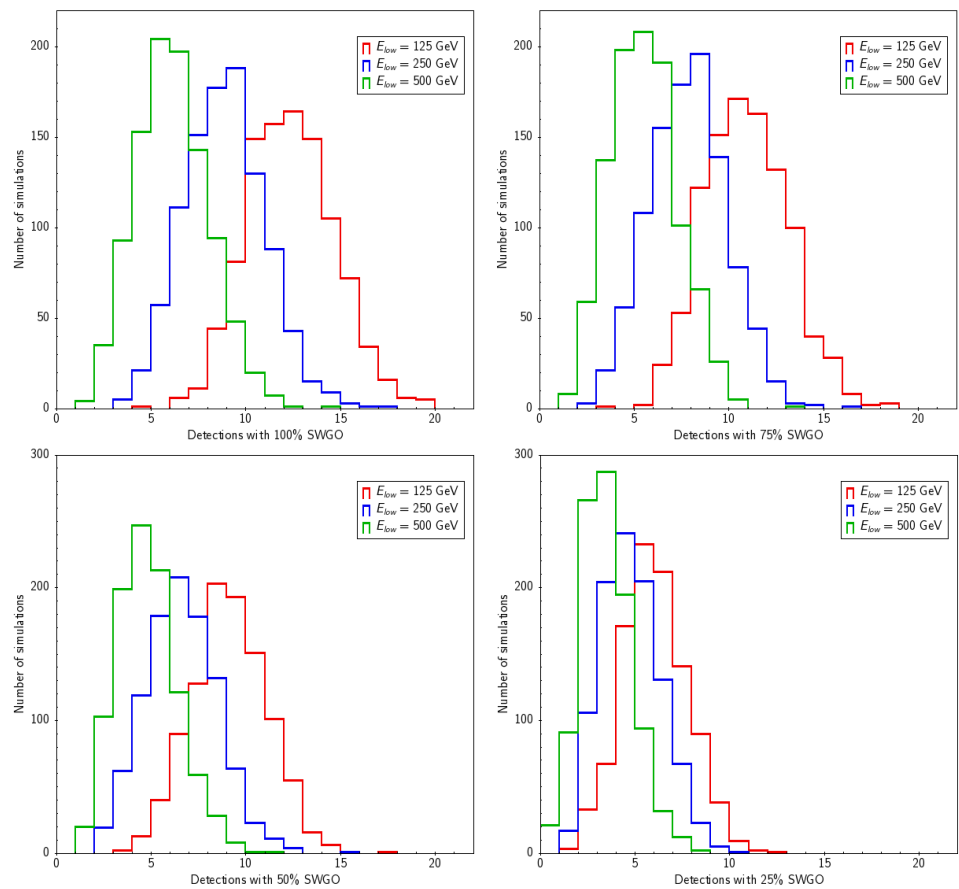 200
150
100
50
0
Number of simulations
E_low = 125 GeV
E_low = 250 GeV
E_low = 500 GeV
0 5 10 15 20
Detections with 100% SWGO
200
150
100
50
0
Number of simulations
E_low = 125 GeV
E_low = 250 GeV
E_low = 500 GeV
0 5 10 15 20
Detections with 75% SWGO
300
200
100
0
Number of simulations
E_low = 125 GeV
E_low = 250 GeV
E_low = 500 GeV
0 5 10 15 20
Detections with 50% SWGO
300
200
100
0
Number of simulations
E_low = 125 GeV
E_low = 250 GeV
E_low = 500 GeV
0 5 10 15 20
Detections with 25% SWGO